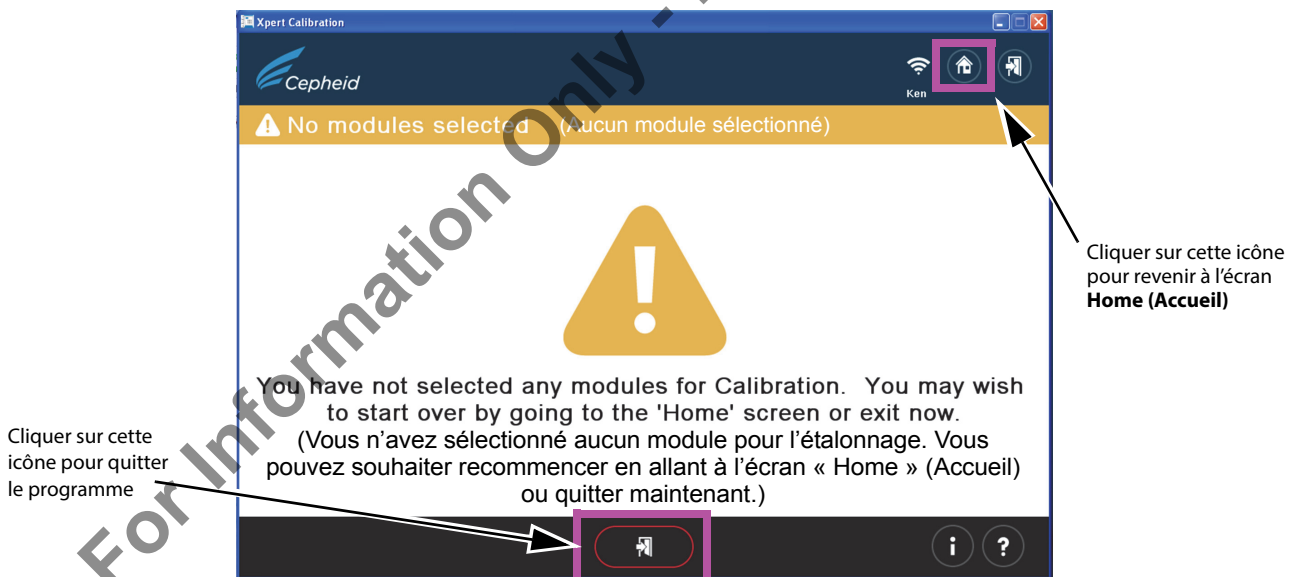 Xpert Calibration
Cepheid
Ken
No modules selected (Aucun module sélectionné)
Cliquer sur cette icône
pour revenir à l'écran
Home (Accueil)
You have not selected any modules for Calibration. You may wish
to start over by going to the 'Home' screen or exit now.
(Vous n'avez sélectionné aucun module pour l'étalonnage. Vous
pouvez souhaiter recommencer en allant à l'écran « Home » (Accueil)
ou quitter maintenant.)
Cliquer sur cette
icône pour quitter
le programme
i ?
For Information Only -